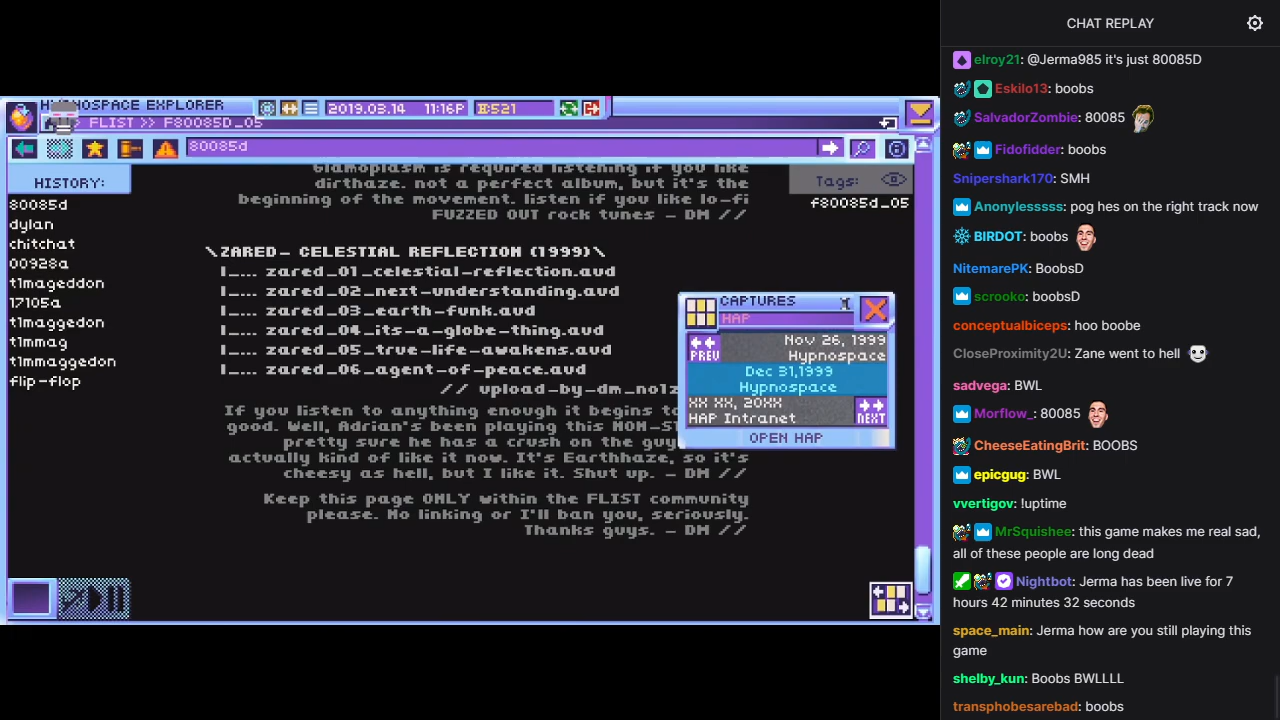 HYPNOSPACE EXPLORER
2019.03.14 11:16P
521
FLIST >> F80085D_05
80085d
HISTORY:
80085d
dylan
chitchat
00928a
t1mageddon
17105a
t1maggedon
t1mmag
t1mmaggedon
flip-flop
Tags:
f80085d_05
Glamoplasm is required listening if you like
dirthaze. not a perfect album, but it's the
beginning of the movement. listen if you like lo-fi
FUZZED OUT rock tunes - DM //
\ZARED- CELESTIAL REFLECTION (1999)\
|_... zared_01_celestial-reflection.avd
|_... zared_02_next-understanding.avd
|_... zared_03_earth-funk.avd
|_... zared_04_its-a-globe-thing.avd
|_... zared_05_true-life-awakens.avd
|_... zared_06_agent-of-peace.avd
// upload-by-dm_no1z
If you listen to anything enough it begins to
good. Well, Adrian's been playing this NON-S
pretty sure he has a crush on the guy
actually kind of like it now. It's Earthhaze, so it's
cheesy as hell, but I like it. Shut up. - DM //
Keep this page ONLY within the FLIST community
please. No linking or I'll ban you, seriously.
Thanks guys. - DM //
CAPTURES
HAP
PREV
Nov 26, 1999
Hypnospace
Dec 31,1999
Hypnospace
XX XX, 20XX
HAP Intranet
NEXT
OPEN HAP
CHAT REPLAY
elroy21: @Jerma985 it's just 80085D
Eskilo13: boobs
SalvadorZombie: 80085
Fidofidder: boobs
Snipershark170: SMH
Anonylesssss: pog hes on the right track now
BIRDOT: boobs
NitemarePK: BoobsD
scrooko: boobsD
conceptualbiceps: hoo boobe
CloseProximity2U: Zane went to hell
sadvega: BWL
Morflow_: 80085
CheeseEatingBrit: BOOBS
epicgug: BWL
vvertigov: !uptime
MrSquishee: this game makes me real sad,
all of these people are long dead
Nightbot: Jerma has been live for 7
hours 42 minutes 32 seconds
space_main: Jerma how are you still playing this
game
shelby_kun: Boobs BWLLLL
transphobesarebad: boobs